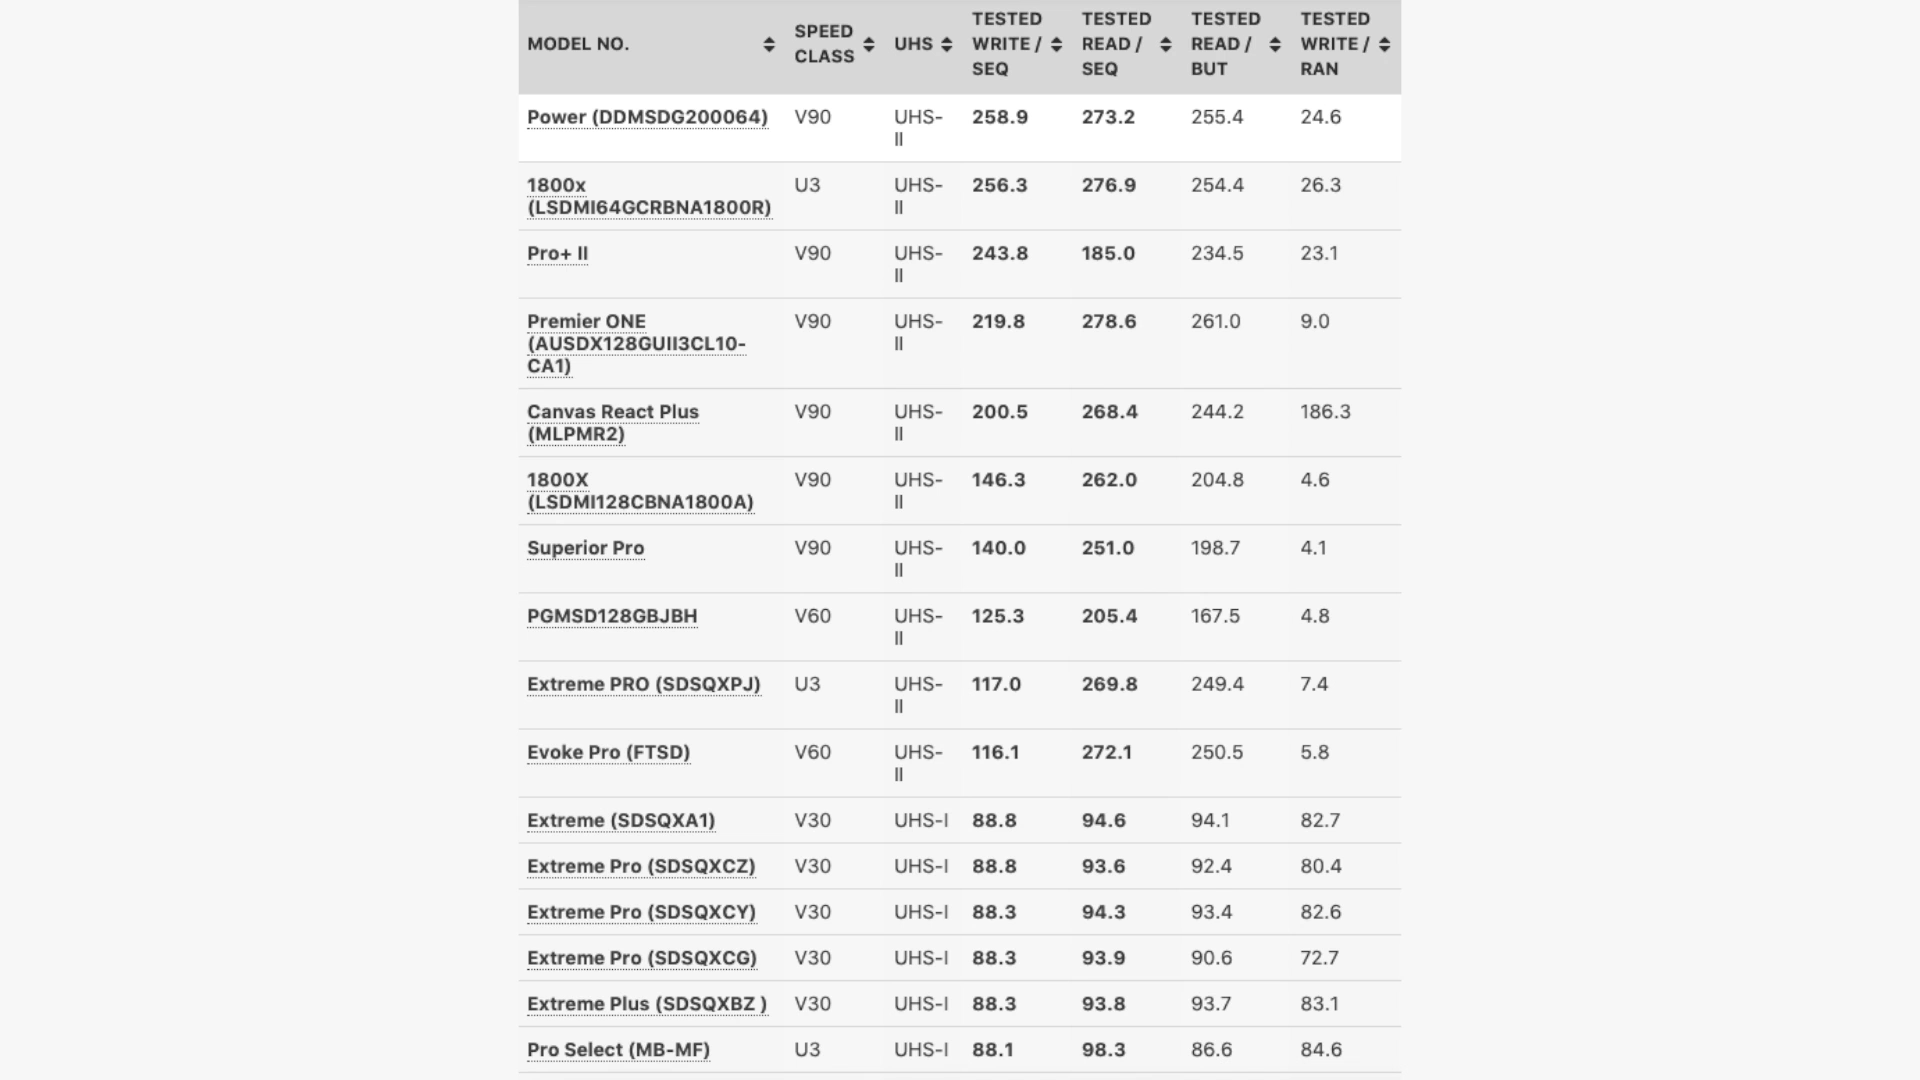 MODEL NO. SPEED CLASS UHS TESTED WRITE / SEQ TESTED READ / SEQ TESTED READ / BUT TESTED WRITE / RAN
Power (DDMSDG200064) V90 UHS-II 258.9 273.2 255.4 24.6
1800x (LSDMI64GCRBNA1800R) U3 UHS-II 256.3 276.9 254.4 26.3
Pro+ II V90 UHS-II 243.8 185.0 234.5 23.1
Premier ONE (AUSDX128GUII3CL10-CA1) V90 UHS-II 219.8 278.6 261.0 9.0
Canvas React Plus (MLPMR2) V90 UHS-II 200.5 268.4 244.2 186.3
1800X (LSDMI128CBNA1800A) V90 UHS-II 146.3 262.0 204.8 4.6
Superior Pro V90 UHS-II 140.0 251.0 198.7 4.1
PGMSD128GBJBH V60 UHS-II 125.3 205.4 167.5 4.8
Extreme PRO (SDSQXPJ) U3 UHS-II 117.0 269.8 249.4 7.4
Evoke Pro (FTSD) V60 UHS-II 116.1 272.1 250.5 5.8
Extreme (SDSQXA1) V30 UHS-I 88.8 94.6 94.1 82.7
Extreme Pro (SDSQXCZ) V30 UHS-I 88.8 93.6 92.4 80.4
Extreme Pro (SDSQXCY) V30 UHS-I 88.3 94.3 93.4 82.6
Extreme Pro (SDSQXCG) V30 UHS-I 88.3 93.9 90.6 72.7
Extreme Plus (SDSQXBZ ) V30 UHS-I 88.3 93.8 93.7 83.1
Pro Select (MB-MF) U3 UHS-I 88.1 98.3 86.6 84.6